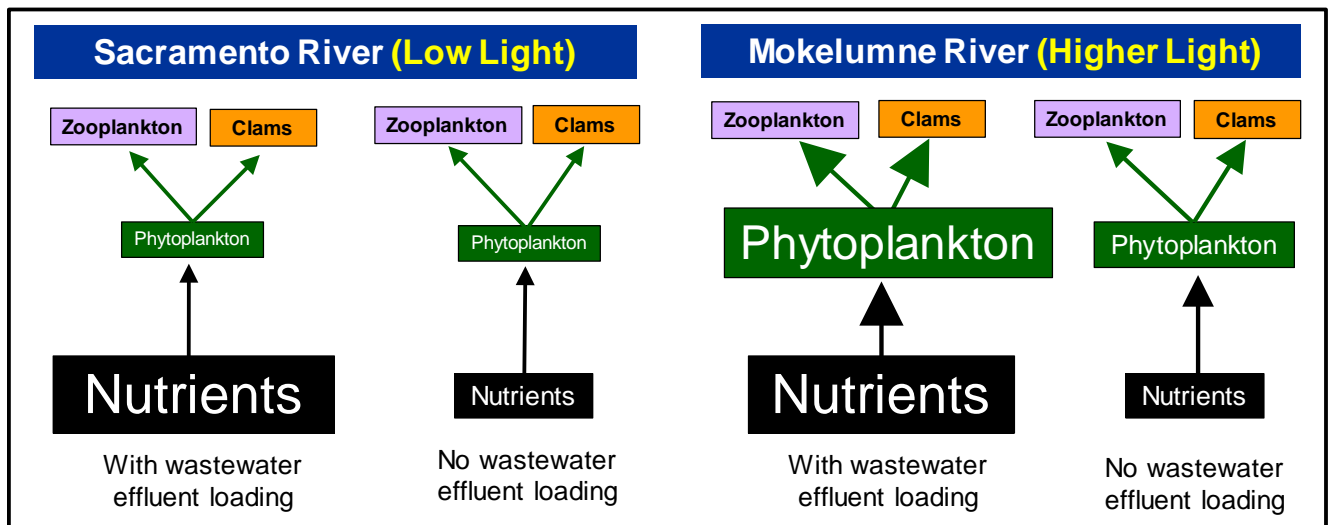 Sacramento River (Low Light)
Zooplankton
Clams
Phytoplankton
Nutrients
With wastewater
effluent loading
Zooplankton
Clams
Phytoplankton
Nutrients
No wastewater
effluent loading
Mokelumne River (Higher Light)
Zooplankton
Clams
Phytoplankton
Nutrients
With wastewater
effluent loading
Zooplankton
Clams
Phytoplankton
Nutrients
No wastewater
effluent loading